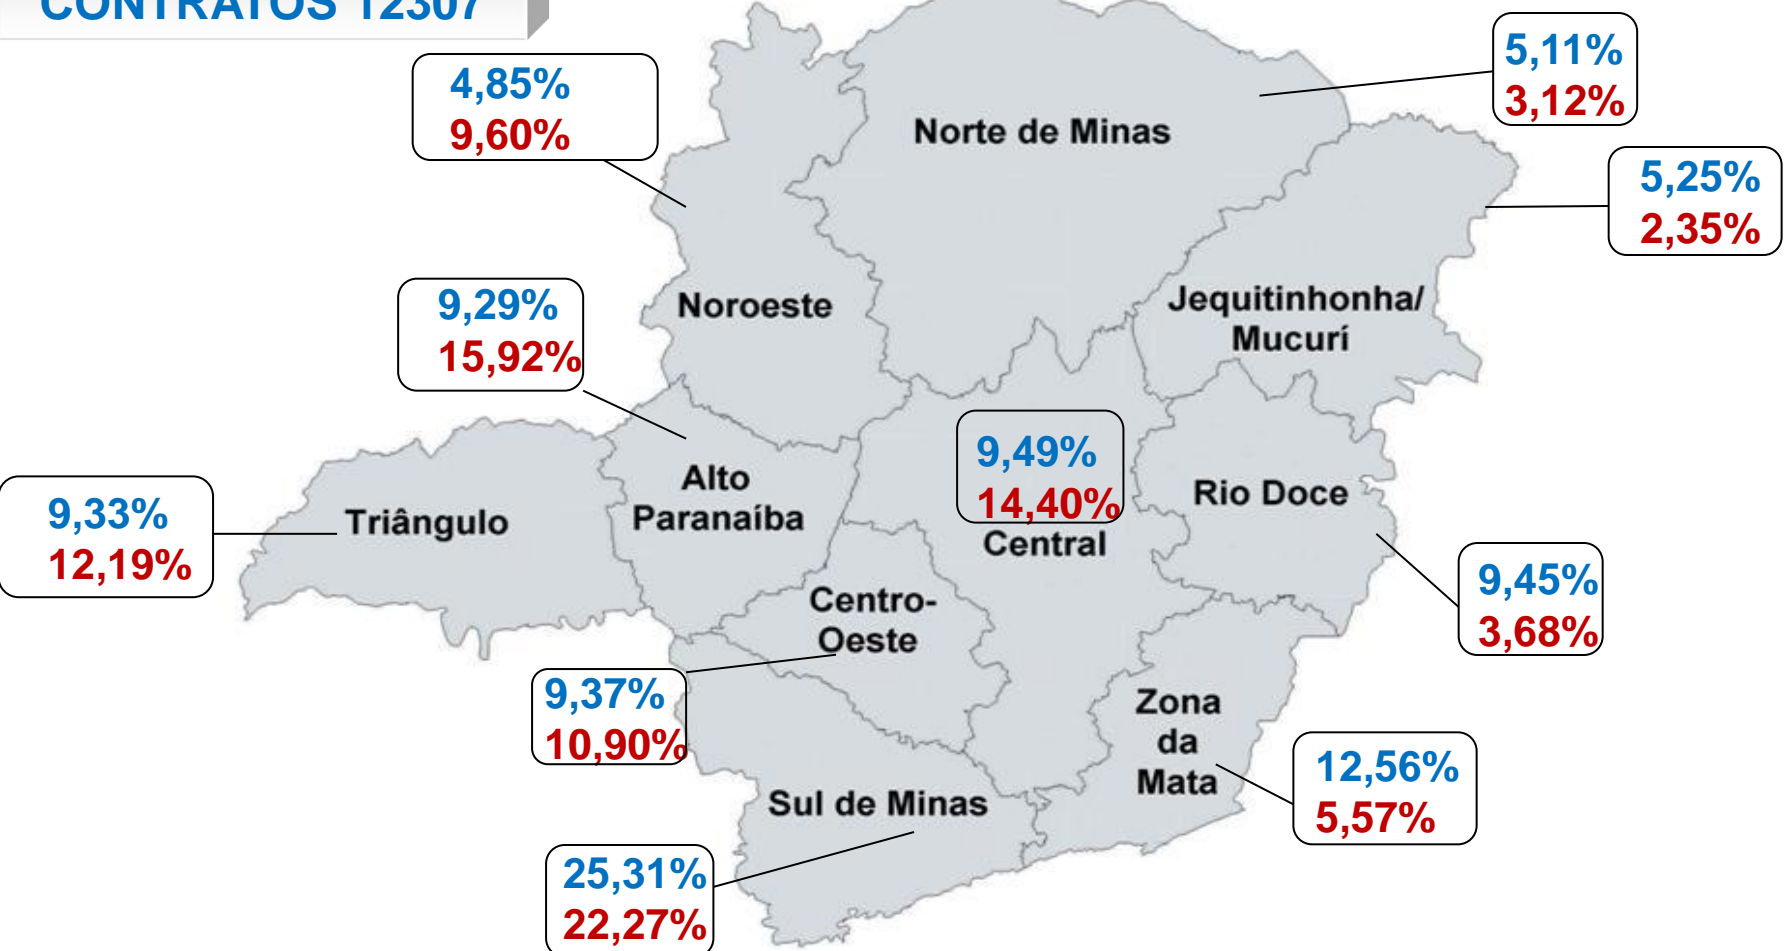 CONTRATOS 12307
4,85%
9,60%
5,11%
3,12%
Norte de Minas
5,25%
2,35%
9,29%
15,92%
Noroeste
Jequitinhonha/
Mucurí
9,33%
12,19%
Triângulo
Alto
Paranaíba
9,49%
14,40%
Central
Rio Doce
9,45%
3,68%
Centro-
Oeste
9,37%
10,90%
Zona
da
Mata
12,56%
5,57%
Sul de Minas
25,31%
22,27%